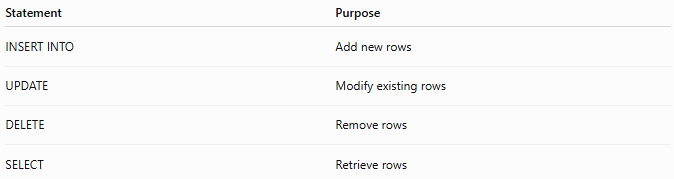 Statement Purpose
INSERT INTO Add new rows
UPDATE Modify existing rows
DELETE Remove rows
SELECT Retrieve rows